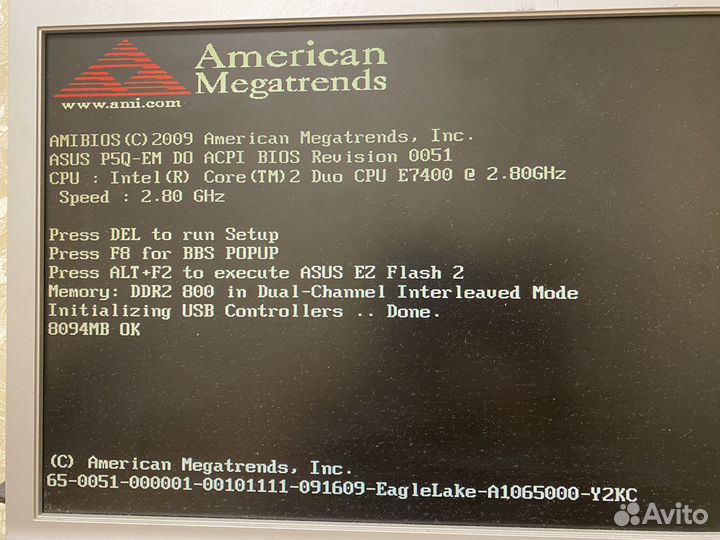 American
Megatrends
www.ami.com
AMIBIOS(C)2009 American Megatrends, Inc.
ASUS P5Q-EM DO ACPI BIOS Revision 0051
CPU : Intel(R) Core(TM)2 Duo CPU E7400 @ 2.80GHz
Speed : 2.80 GHz
Press DEL to run Setup
Press F8 for BBS POPUP
Press ALT+F2 to execute ASUS EZ Flash 2
Memory: DDR2 800 in Dual-Channel Interleaved Mode
Initializing USB Controllers .. Done.
8094MB OK
(C) American Megatrends, Inc.
65-0051-000001-00101111-091609-EagleLake-A1065000-Y2KC
Avito